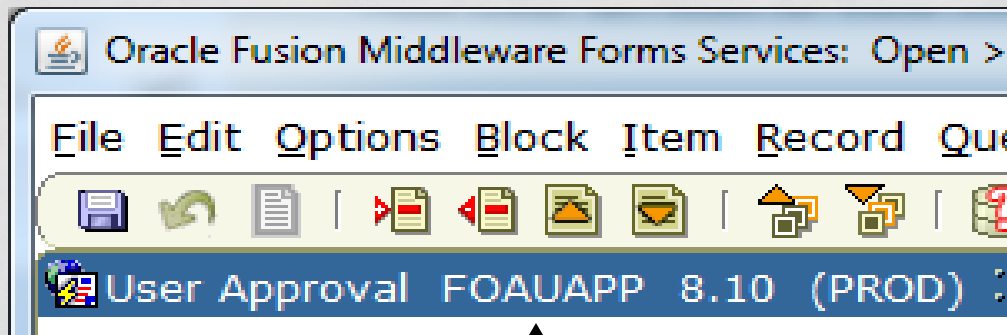 Oracle Fusion Middleware Forms Services: Open >
File Edit Options Block Item Record
User Approval FOAUAPP 8.10 (PROD)